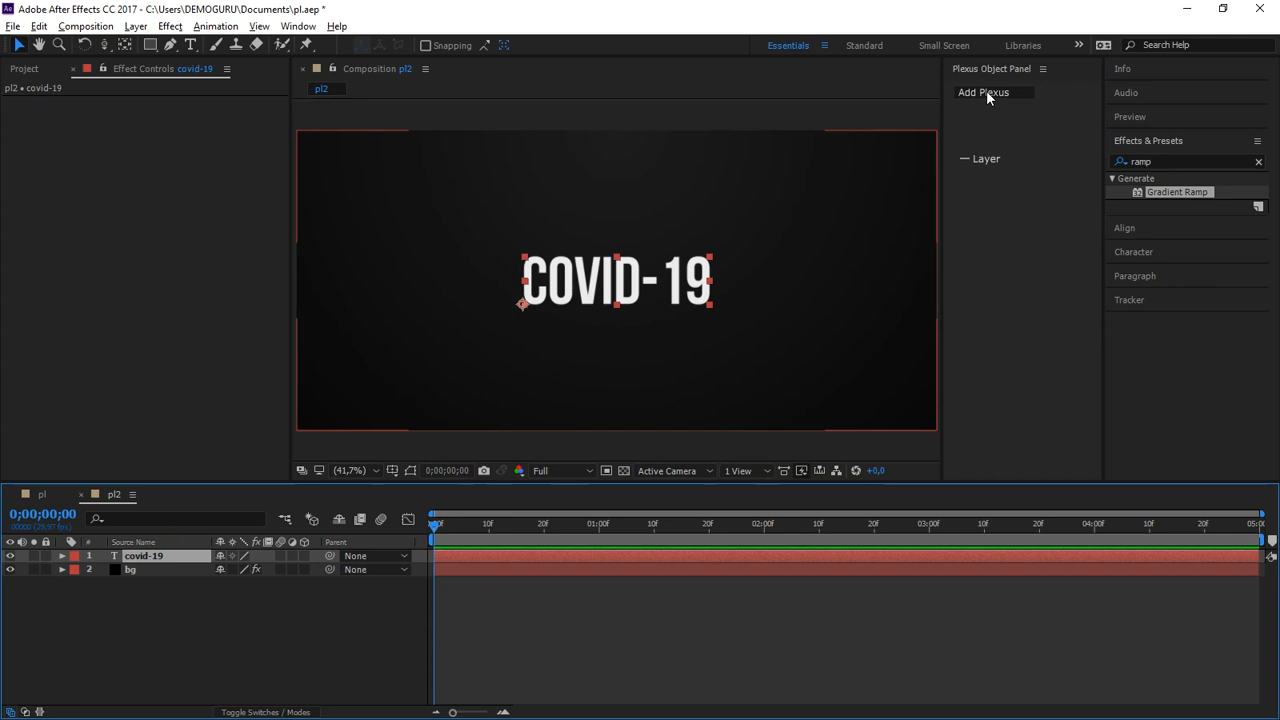 Adobe After Effects CC 2017 - C:\Users\DEMOGURU\Documents\pl.aep *
File Edit Composition Layer Effect Animation View Window Help
Snapping Essentials Standard Small Screen Libraries Search Help
Project Effect Controls covid-19 Composition pl2 Plexus Object Panel Info
pl2 • covid-19 pl2 Add Plexus Audio
Preview
Effects & Presets
Layer ramp
Generate
Gradient Ramp
Align
Character
Paragraph
Tracker
COVID-19
(41,7%) 0;00;00;00 Full Active Camera 1 View +0,0
pl pl2
0;00;00;00
00000 (29,97 fps)
10f 20f 01:00f 10f 20f 02:00f 10f 20f 03:00f 10f 20f 04:00f 10f 20f 05:00
# Source Name Parent
1 T covid-19 None
2 bg None
Toggle Switches / Modes